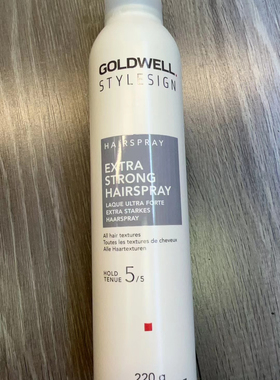 GOLDWELL.
STYLESIGN
HAIRSPRAY
EXTRA
STRONG
HAIRSPRAY
LAQUE ULTRA FORTE
EXTRA STARKES
HAARSPRAY
All hair textures
Toutes les textures de cheveux
Alle Haartexturen
HOLD
TENUE 5/5
220 g